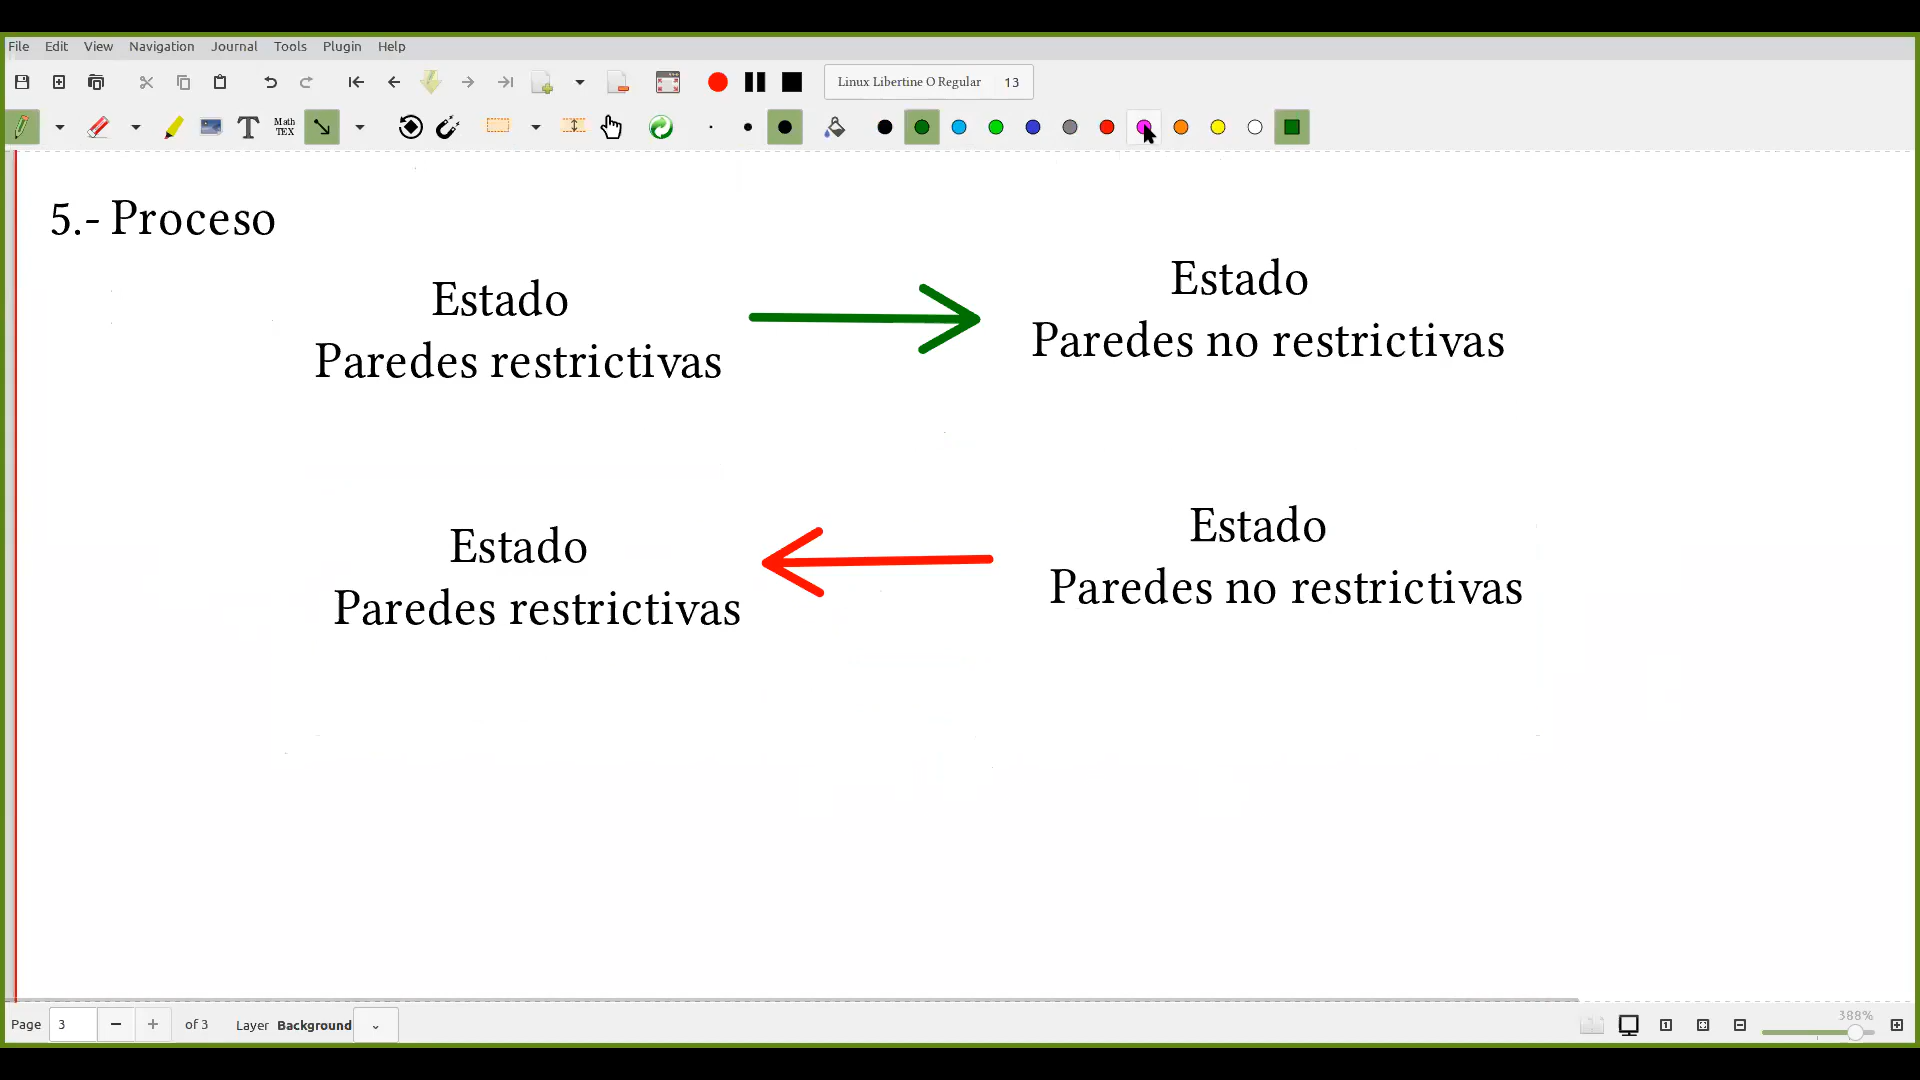 File Edit View Navigation Journal Tools Plugin Help
Linux Libertine O Regular 13
T Math TEX
5.- Proceso
Estado
Paredes restrictivas
Estado
Paredes no restrictivas
Estado
Paredes restrictivas
Estado
Paredes no restrictivas
Page 3 of 3 Layer Background
388%